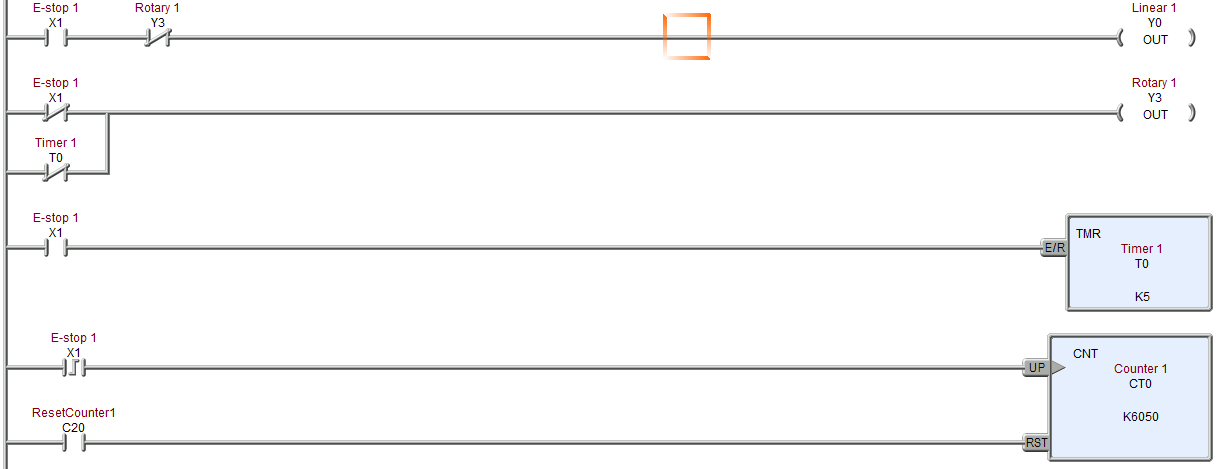 E-stop 1 Rotary 1 Linear 1
X1 Y3 Y0
OUT
E-stop 1 Rotary 1
X1 Y3
OUT
Timer 1
T0
E-stop 1
X1
E/R
TMR
Timer 1
T0
K5
E-stop 1
X1
UP
CNT
Counter 1
CT0
K6050
ResetCounter1
C20
RST